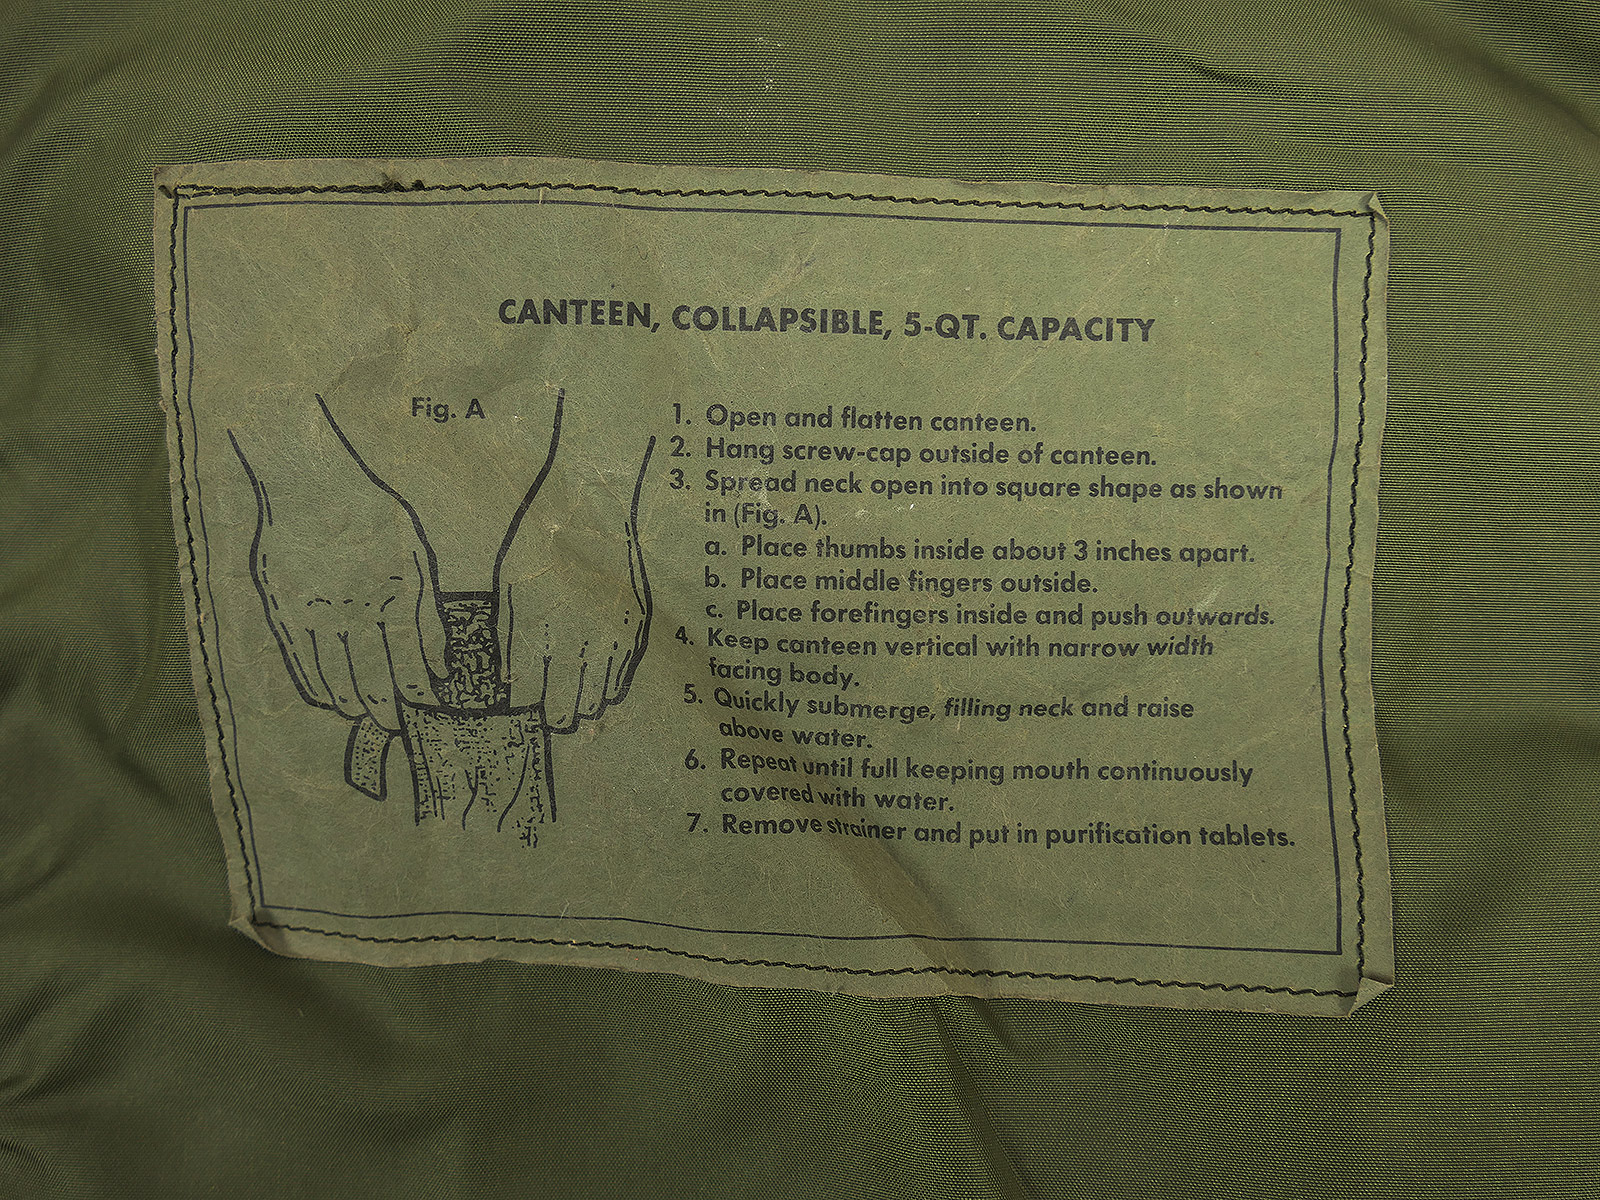 CANTEEN, COLLAPSIBLE, 5-QT. CAPACITY
Fig. A
1. Open and flatten canteen.
2. Hang screw-cap outside of canteen.
3. Spread neck open into square shape as shown
in (Fig. A).
a. Place thumbs inside about 3 inches apart.
b. Place middle fingers outside.
c. Place forefingers inside and push outwards.
4. Keep canteen vertical with narrow width
facing body.
5. Quickly submerge, filling neck and raise
above water.
6. Repeat until full keeping mouth continuously
covered with water.
7. Remove strainer and put in purification tablets.